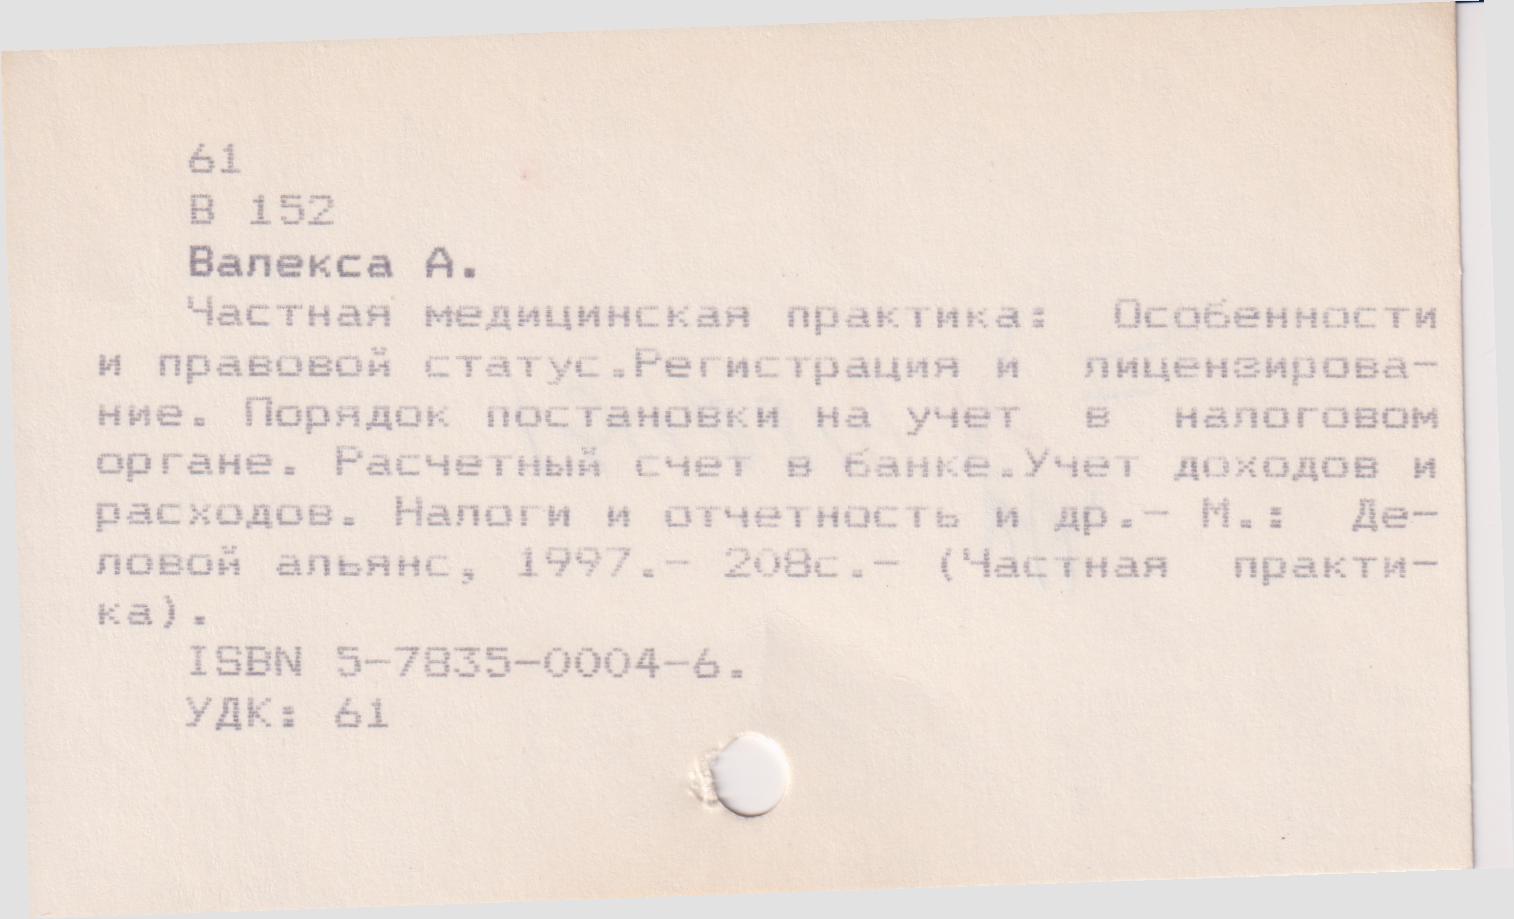 61
В 152
Валекса А.
Частная медицинская практика: Особенности
и правовой статус.Регистрация и лицензирова-
ние. Порядок постановки на учет в налоговом
органе. Расчетный счет в банке.Учет доходов и
расходов. Налоги и отчетность и др.- М.: Де-
ловой альянс, 1997.- 208с.- (Частная практи-
ка).
ISBN 5-7835-0004-6.
УДК: 61